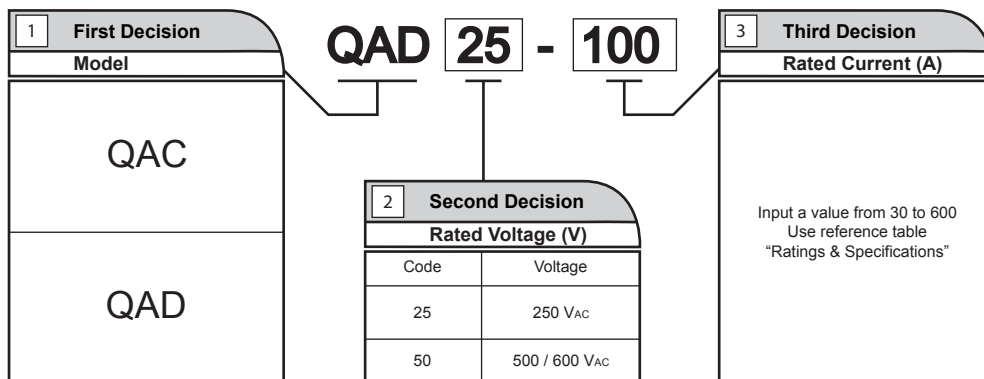 1 First Decision
Model
QAC
QAD
QAD 25 - 100
2 Second Decision
Rated Voltage (V)
Code Voltage
25 250 VAC
50 500 / 600 VAC
3 Third Decision
Rated Current (A)
Input a value from 30 to 600
Use reference table
“Ratings & Specifications”